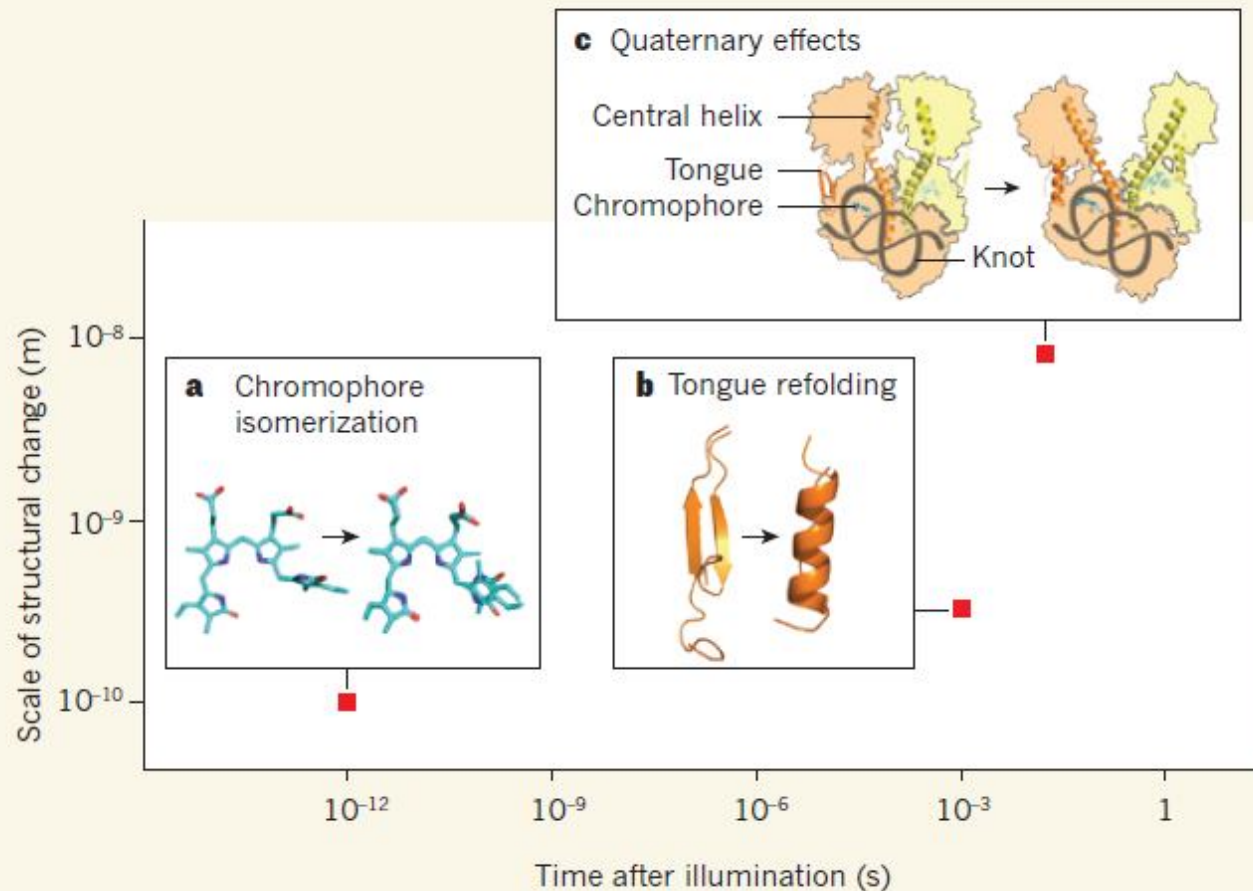 c Quaternary effects
Central helix
Tongue
Chromophore
Knot
Scale of structural change (m)
10⁻⁸
10⁻⁹
10⁻¹⁰
a Chromophore
isomerization
b Tongue refolding
10⁻¹²
10⁻⁹
10⁻⁶
10⁻³
1
Time after illumination (s)